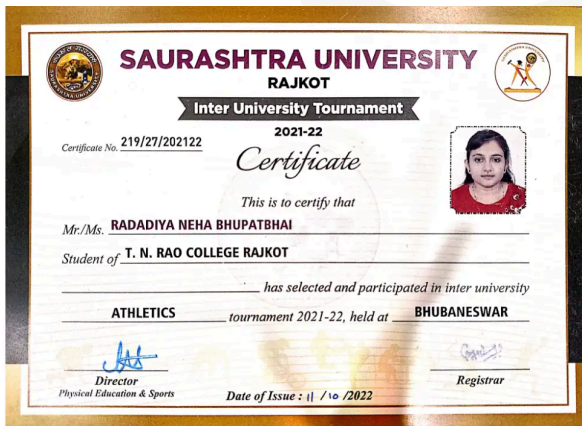 SAURASHTRA UNIVERSITY
RAJKOT
Inter University Tournament
2021-22
Certificate No. 219/27/202122
Certificate
This is to certify that
Mr./Ms. RADADIYA NEHA BHUPATBHAI
Student of T. N. RAO COLLEGE RAJKOT
has selected and participated in inter university
ATHLETICS tournament 2021-22, held at BHUBANESWAR
Director
Physical Education & Sports
Registrar
Date of Issue : 11 / 10 /2022